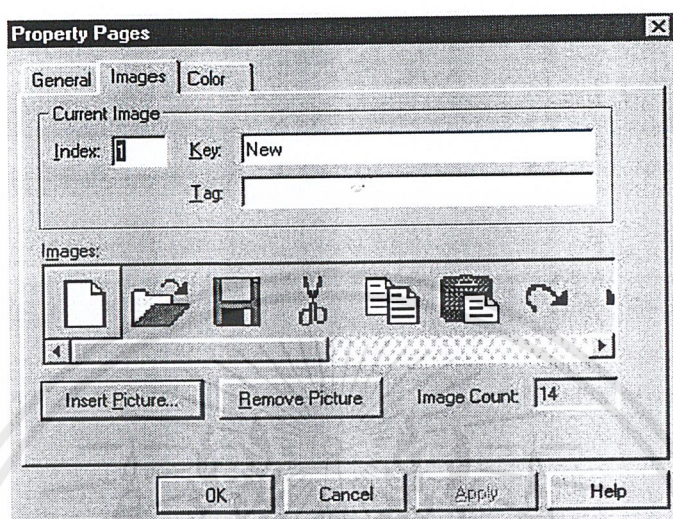 Property Pages
General Images Color
Current Image
Index: 1 Key: New
Tag:
Images:
Insert Picture... Remove Picture Image Count: 14
OK Cancel Apply Help